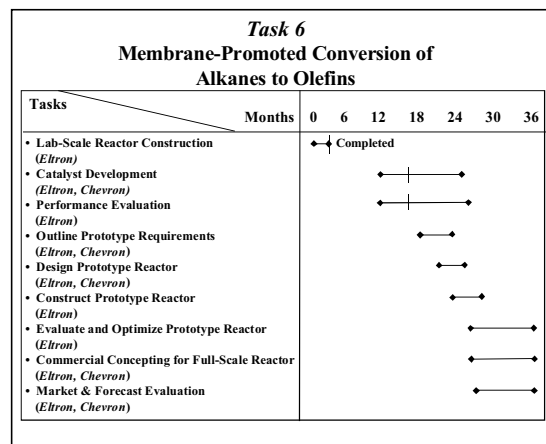 Task 6
Membrane-Promoted Conversion of
Alkanes to Olefins
Tasks
Months
0 6 12 18 24 30 36
• Lab-Scale Reactor Construction
(Eltron)
Completed
• Catalyst Development
(Eltron, Chevron)
• Performance Evaluation
(Eltron)
• Outline Prototype Requirements
(Eltron, Chevron)
• Design Prototype Reactor
(Eltron, Chevron)
• Construct Prototype Reactor
(Eltron)
• Evaluate and Optimize Prototype Reactor
(Eltron)
• Commercial Concepting for Full-Scale Reactor
(Eltron, Chevron)
• Market & Forecast Evaluation
(Eltron, Chevron)